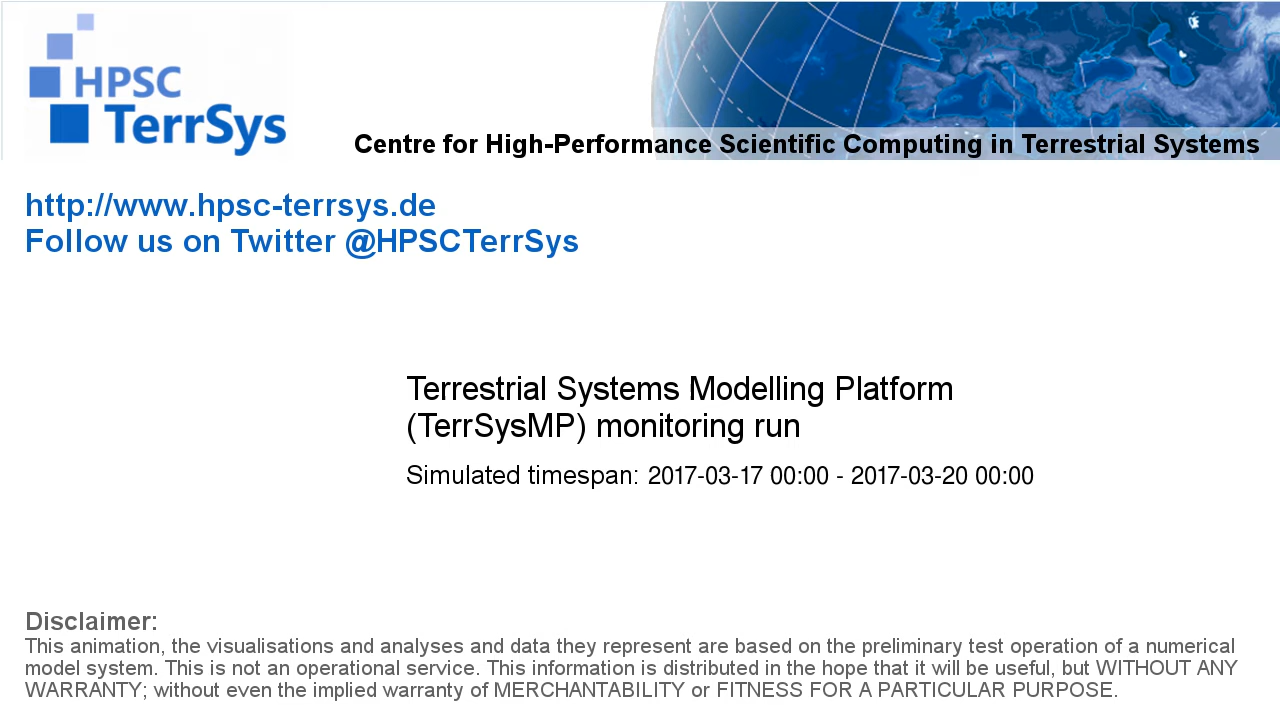 HPSC
TerrSys
Centre for High-Performance Scientific Computing in Terrestrial Systems
http://www.hpsc-terrsys.de
Follow us on Twitter @HPSCTerrSys
Terrestrial Systems Modelling Platform
(TerrSysMP) monitoring run
Simulated timespan: 2017-03-17 00:00 - 2017-03-20 00:00
Disclaimer:
This animation, the visualisations and analyses and data they represent are based on the preliminary test operation of a numerical
model system. This is not an operational service. This information is distributed in the hope that it will be useful, but WITHOUT ANY
WARRANTY; without even the implied warranty of MERCHANTABILITY or FITNESS FOR A PARTICULAR PURPOSE.